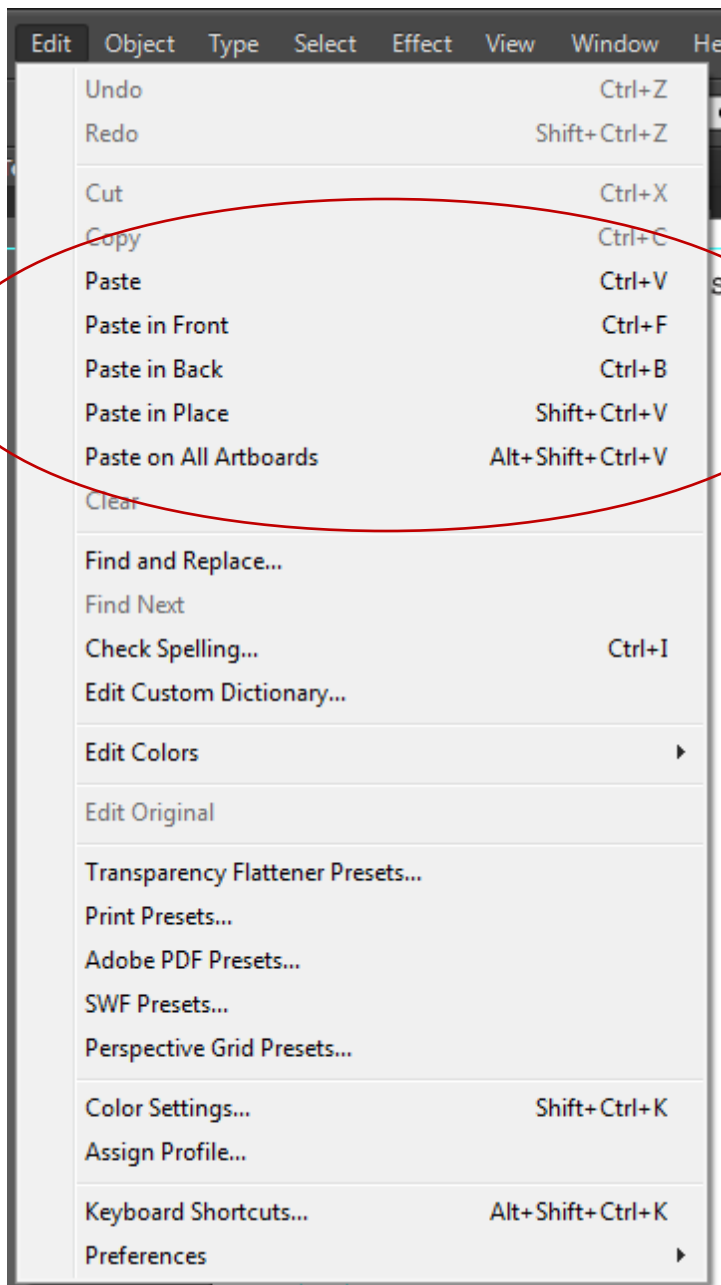 Edit Object Type Select Effect View Window He
Undo Ctrl+Z
Redo Shift+Ctrl+Z
Cut Ctrl+X
Copy Ctrl+C
Paste Ctrl+V
Paste in Front Ctrl+F
Paste in Back Ctrl+B
Paste in Place Shift+Ctrl+V
Paste on All Artboards Alt+Shift+Ctrl+V
Clear
Find and Replace...
Find Next
Check Spelling... Ctrl+I
Edit Custom Dictionary...
Edit Colors
Edit Original
Transparency Flattener Presets...
Print Presets...
Adobe PDF Presets...
SWF Presets...
Perspective Grid Presets...
Color Settings... Shift+Ctrl+K
Assign Profile...
Keyboard Shortcuts... Alt+Shift+Ctrl+K
Preferences